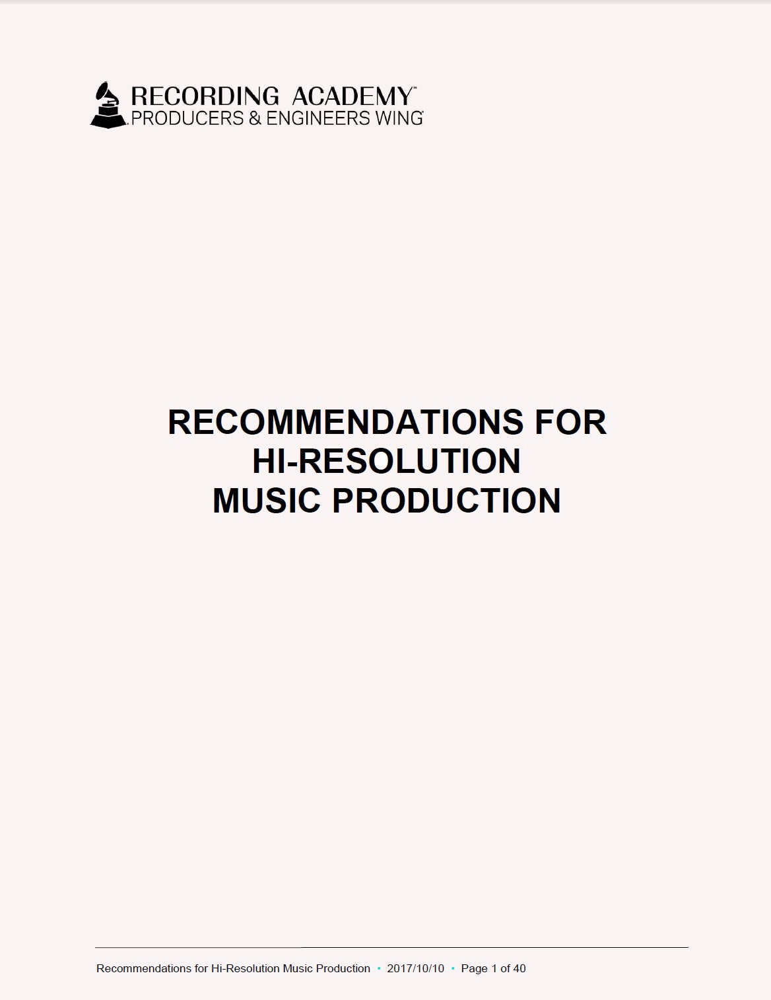 RECORDING ACADEMY™
PRODUCERS & ENGINEERS WING®
RECOMMENDATIONS FOR
HI-RESOLUTION
MUSIC PRODUCTION
Recommendations for Hi-Resolution Music Production • 2017/10/10 • Page 1 of 40